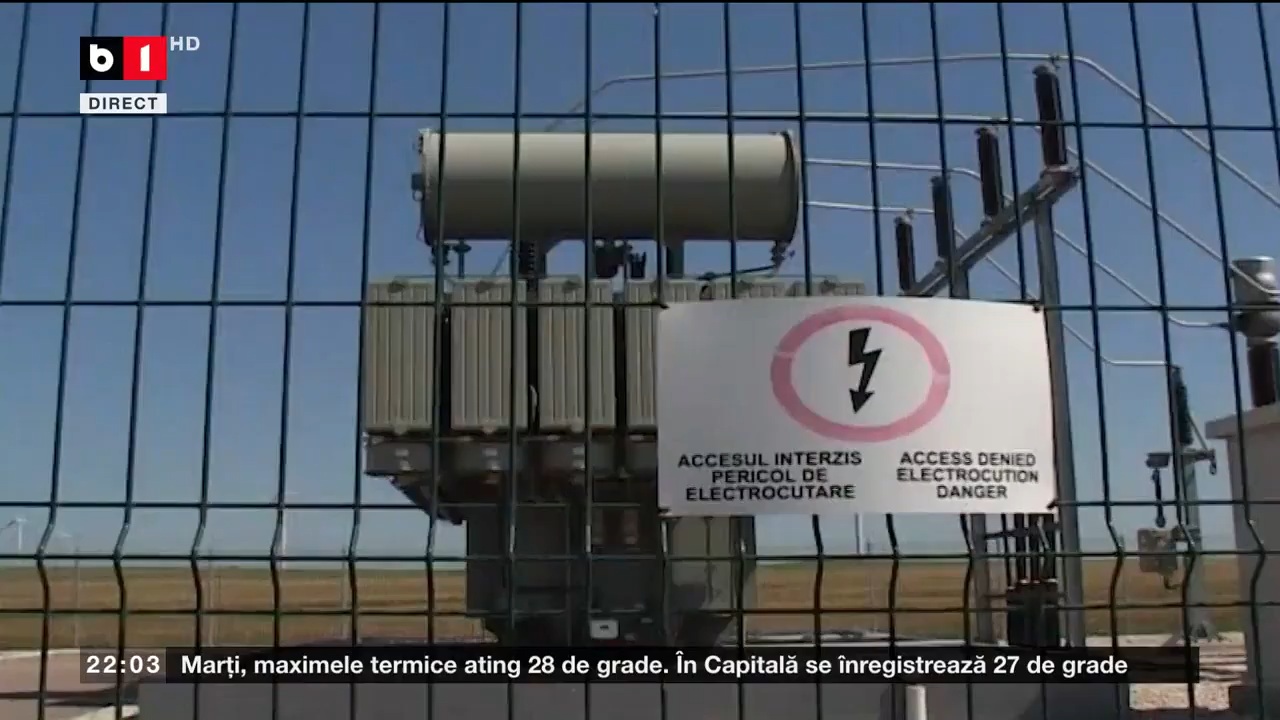 b1 HD
DIRECT
ACCESUL INTERZIS
PERICOL DE
ELECTROCUTARE
ACCESS DENIED
ELECTROCUTION
DANGER
22:03 Marți, maximele termice ating 28 de grade. În Capitală se înregistrează 27 de grade